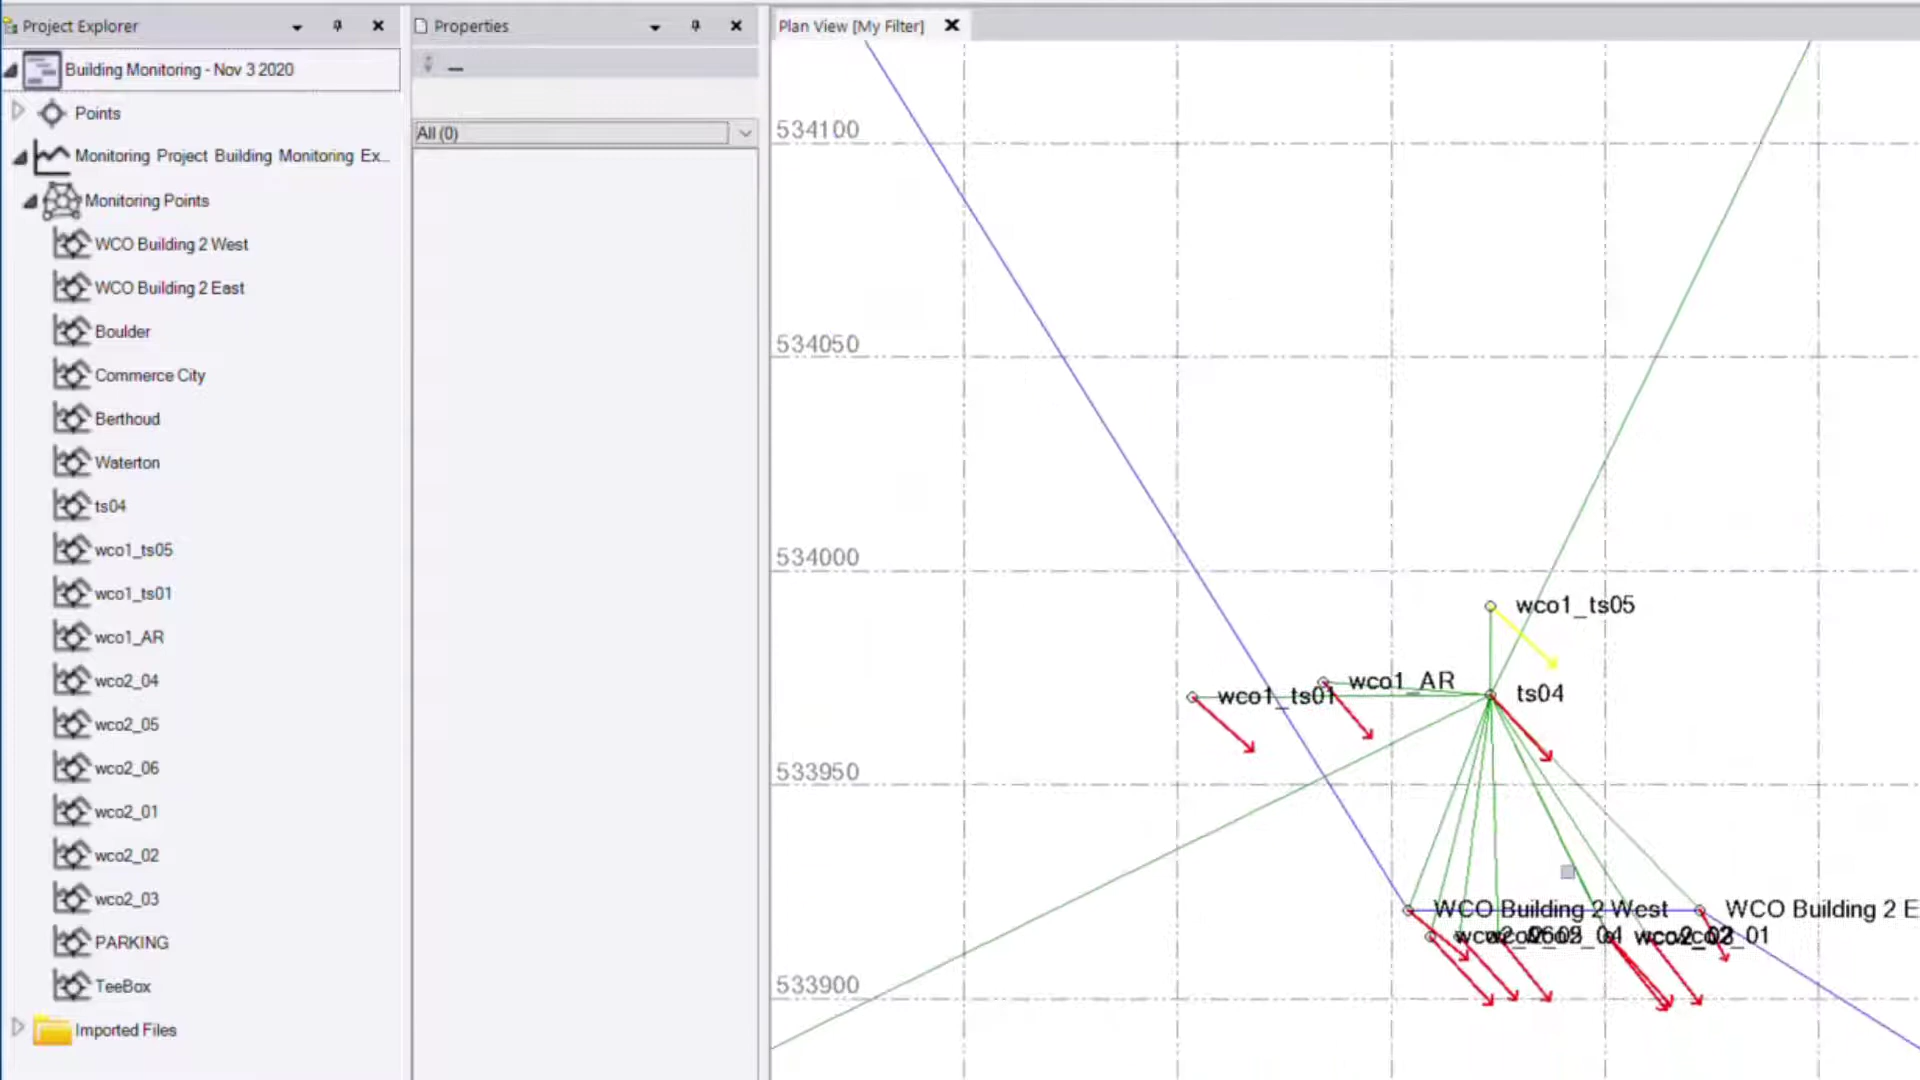 Project Explorer
Building Monitoring - Nov 3 2020
Points
Monitoring Project Building Monitoring Ex...
Monitoring Points
WCO Building 2 West
WCO Building 2 East
Boulder
Commerce City
Berthoud
Waterton
ts04
wco1_ts05
wco1_ts01
wco1_AR
wco2_04
wco2_05
wco2_06
wco2_01
wco2_02
wco2_03
PARKING
TeeBox
Imported Files
Properties
All (0)
Plan View [My Filter]
534100
534050
534000
533950
533900
wco1_ts05
wco1_ts01
wco1_AR
ts04
WCO Building 2 West
WCO Building 2 E